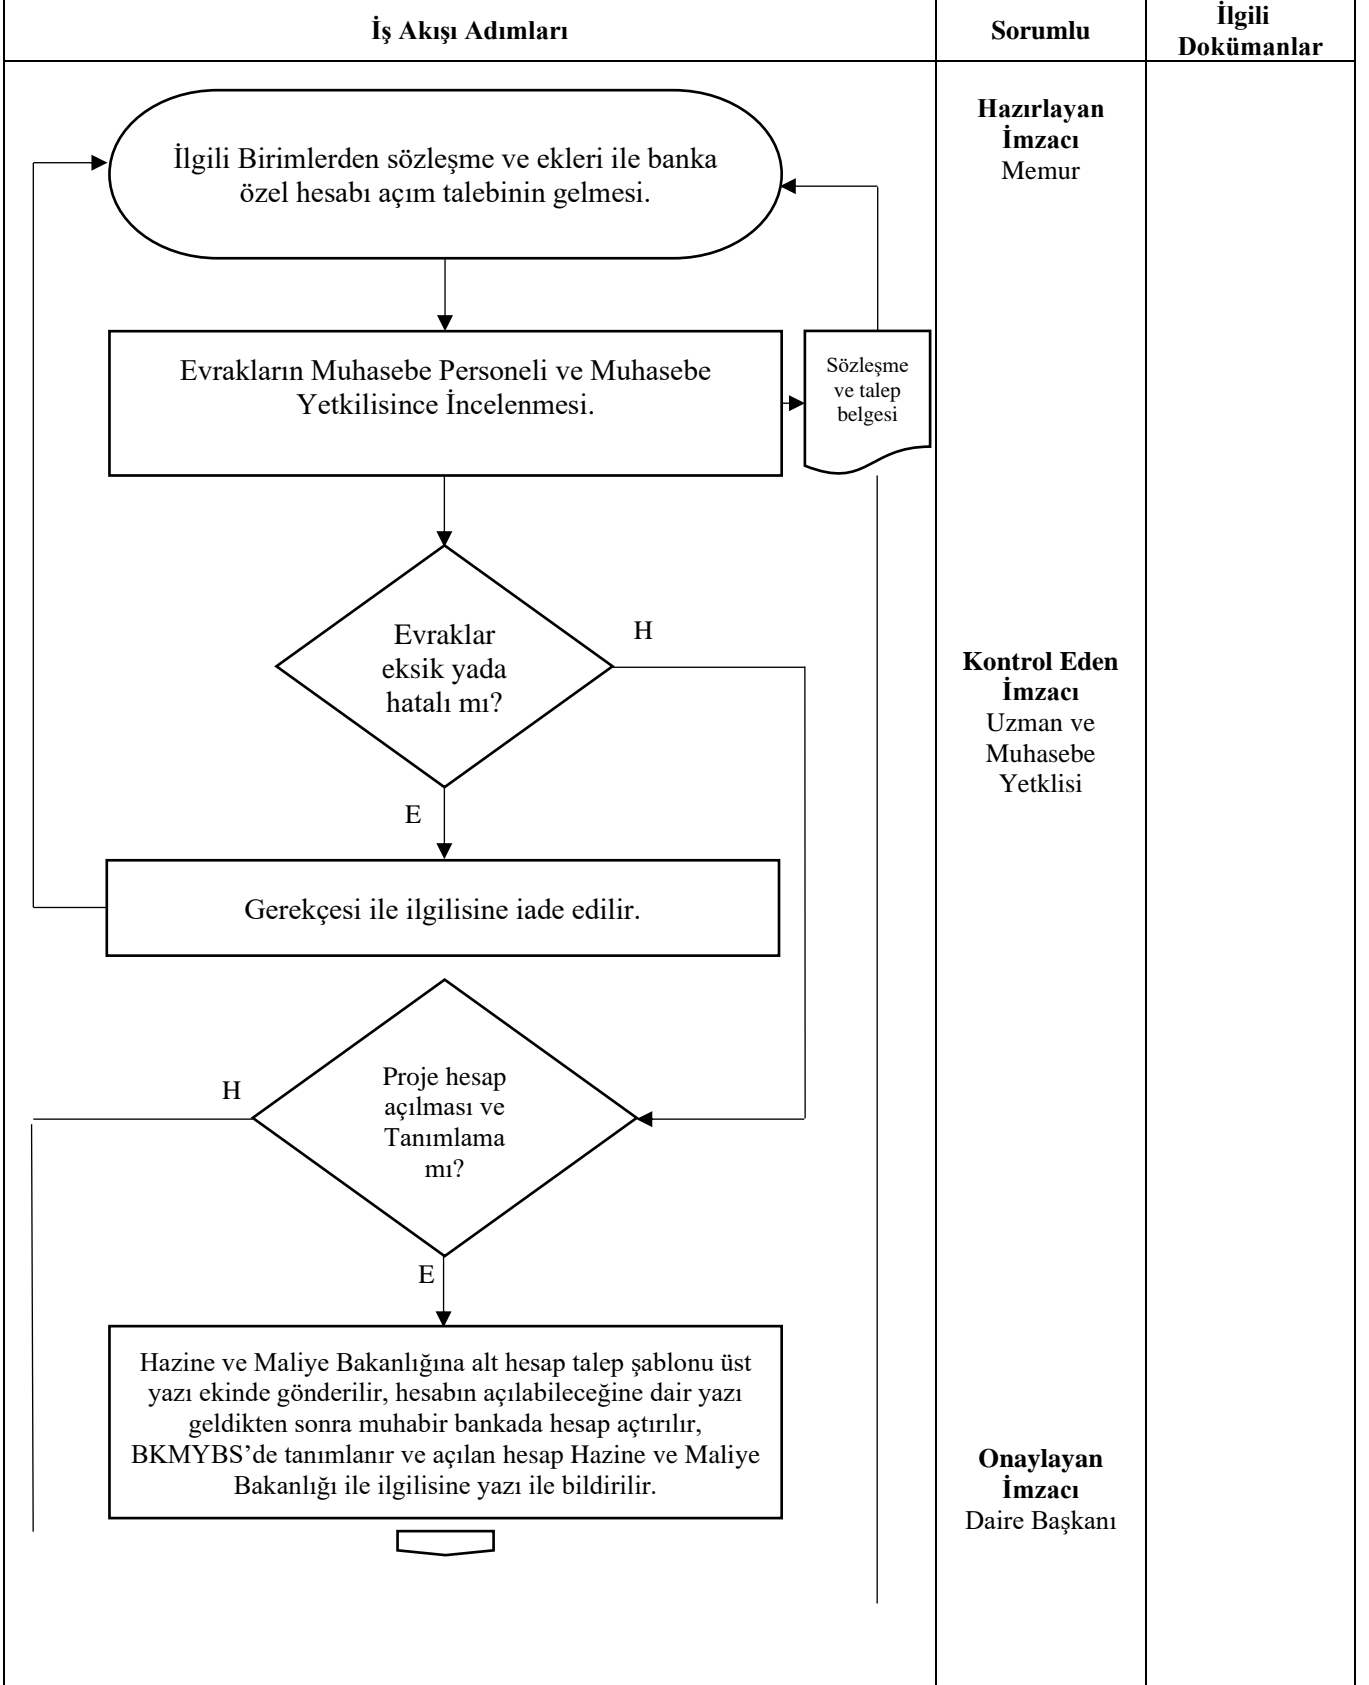 İş Akışı Adımları
Sorumlu
İlgili
Dokümanlar
İlgili Birimlerden sözleşme ve ekleri ile banka
özel hesabı açım talebinin gelmesi.
Hazırlayan
İmzacı
Memur
Evrakların Muhasebe Personeli ve Muhasebe
Yetkilisince İncelenmesi.
Sözleşme
ve talep
belgesi
Evraklar
eksik yada
hatalı mı?
H
E
Kontrol Eden
İmzacı
Uzman ve
Muhasebe
Yetklisi
Gerekçesi ile ilgilisine iade edilir.
H
Proje hesap
açılması ve
Tanımlama
mı?
E
Hazine ve Maliye Bakanlığına alt hesap talep şablonu üst
yazı ekinde gönderilir, hesabın açılabileceğine dair yazı
geldikten sonra muhabir bankada hesap açtırılır,
BKMYBS’de tanımlanır ve açılan hesap Hazine ve Maliye
Bakanlığı ile ilgilisine yazı ile bildirilir.
Onaylayan
İmzacı
Daire Başkanı